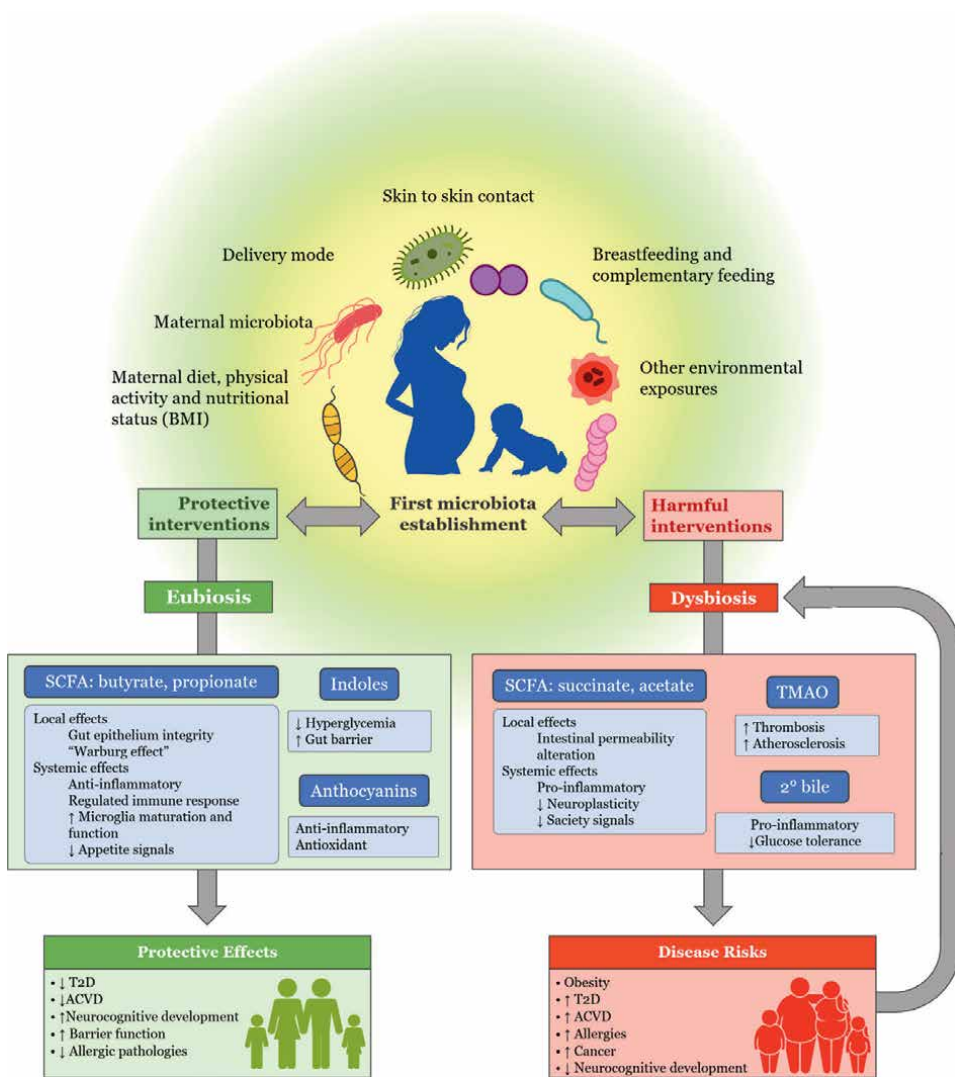 Skin to skin contact
Delivery mode
Breastfeeding and
complementary feeding
Maternal microbiota
Other environmental
exposures
Maternal diet, physical
activity and nutritional
status (BMI)
Protective
interventions
First microbiota
establishment
Harmful
interventions
Eubiosis
Dysbiosis
SCFA: butyrate, propionate
Local effects
Gut epithelium integrity
“Warburg effect”
Systemic effects
Anti-inflammatory
Regulated immune response
↑ Microglia maturation and
function
↓ Appetite signals
Indoles
↓ Hyperglycemia
↑ Gut barrier
Anthocyanins
Anti-inflammatory
Antioxidant
SCFA: succinate, acetate
Local effects
Intestinal permeability
alteration
Systemic effects
Pro-inflammatory
↓ Neuroplasticity
↓ Saciety signals
TMAO
↑ Thrombosis
↑ Atherosclerosis
2º bile
Pro-inflammatory
↓Glucose tolerance
Protective Effects
• ↓ T2D
• ↓ACVD
• ↑Neurocognitive development
• ↑ Barrier function
• ↓ Allergic pathologies
Disease Risks
• Obesity
• ↑ T2D
• ↑ ACVD
• ↑ Allergies
• ↑ Cancer
• ↓ Neurocognitive development